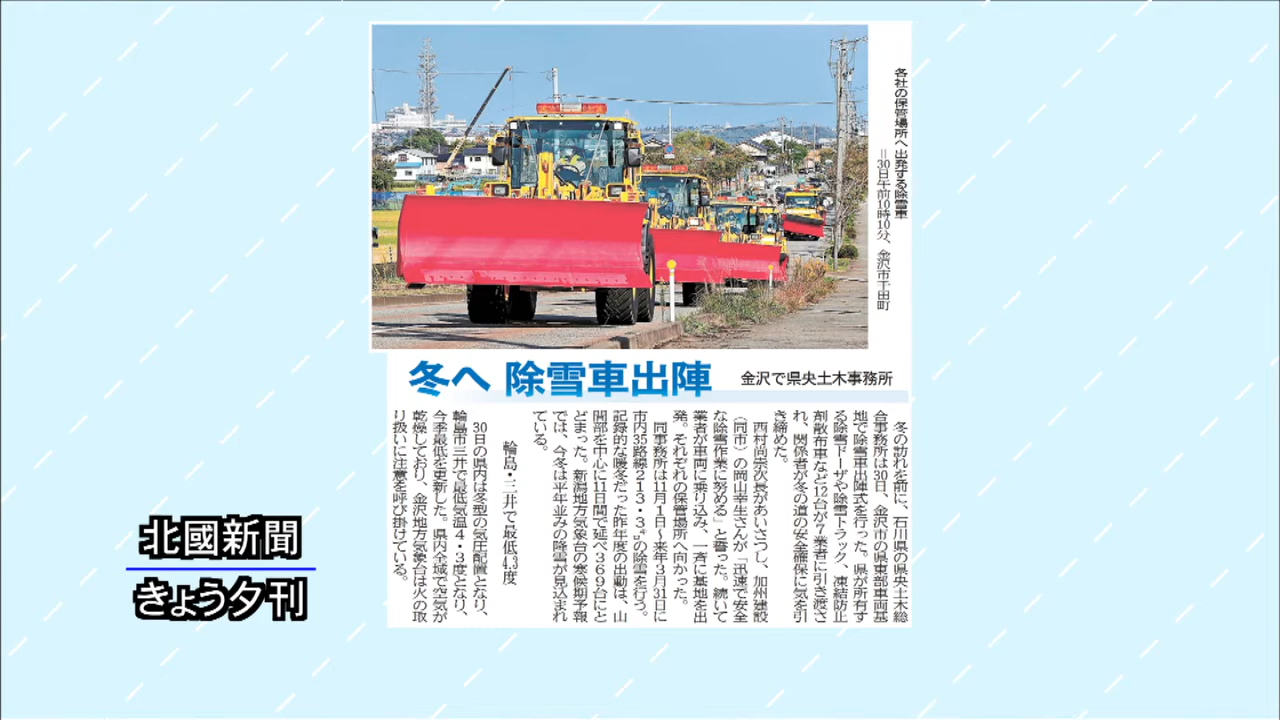 各社の保管場所へ出発する除雪車
＝30日午前10時10分、金沢市千田町
冬へ 除雪車出陣
金沢で県央土木事務所
冬の訪れを前に、石川県の県央土木総
合事務所は30日、金沢市の県東部車両基
地で除雪車出陣式を行った。県が所有す
る除雪ドーザや除雪トラック、凍結防止
剤散布車など12台が７業者に引き渡さ
れ、関係者が冬の道の安全確保に気を引
き締めた。
西村尚宗次長があいさつし、加州建設
（同市）の岡山幸生さんが「迅速で安全
な除雪作業に努める」と誓った。続いて
業者が車両に乗り込み、一斉に基地を出
発。それぞれの保管場所へ向かった。
同事務所は11月１日～来年３月31日に
市内35路線２１３・３㌔の除雪を行う。
記録的な暖冬だった昨年度の出動は、山
間部を中心に11日間で延べ３６９台にと
どまった。新潟地方気象台の寒候期予報
では、今冬は平年並みの降雪が見込まれ
ている。
輪島・三井で最低4.3度
30日の県内は冬型の気圧配置となり、
輪島市三井で最低気温４・３度となり、
今季最低を更新した。県内全域で空気が
乾燥しており、金沢地方気象台は火の取
り扱いに注意を呼び掛けている。
北國新聞
きょう夕刊